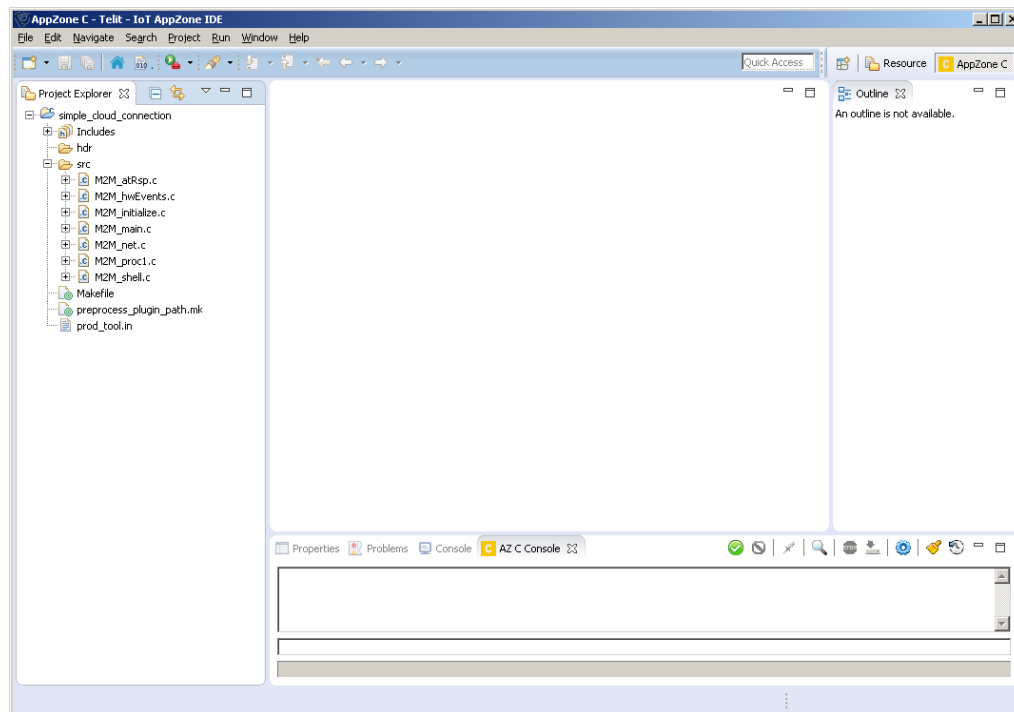 AppZone C - Telit - IoT AppZone IDE
File Edit Navigate Search Project Run Window Help
Quick Access
Resource
C AppZone C
Project Explorer
simple_cloud_connection
Includes
hdr
src
M2M_atRsp.c
M2M_hwEvents.c
M2M_initialize.c
M2M_main.c
M2M_net.c
M2M_proc1.c
M2M_shell.c
Makefile
preprocess_plugin_path.mk
prod_tool.in
Outline
An outline is not available.
Properties Problems Console C AZ C Console